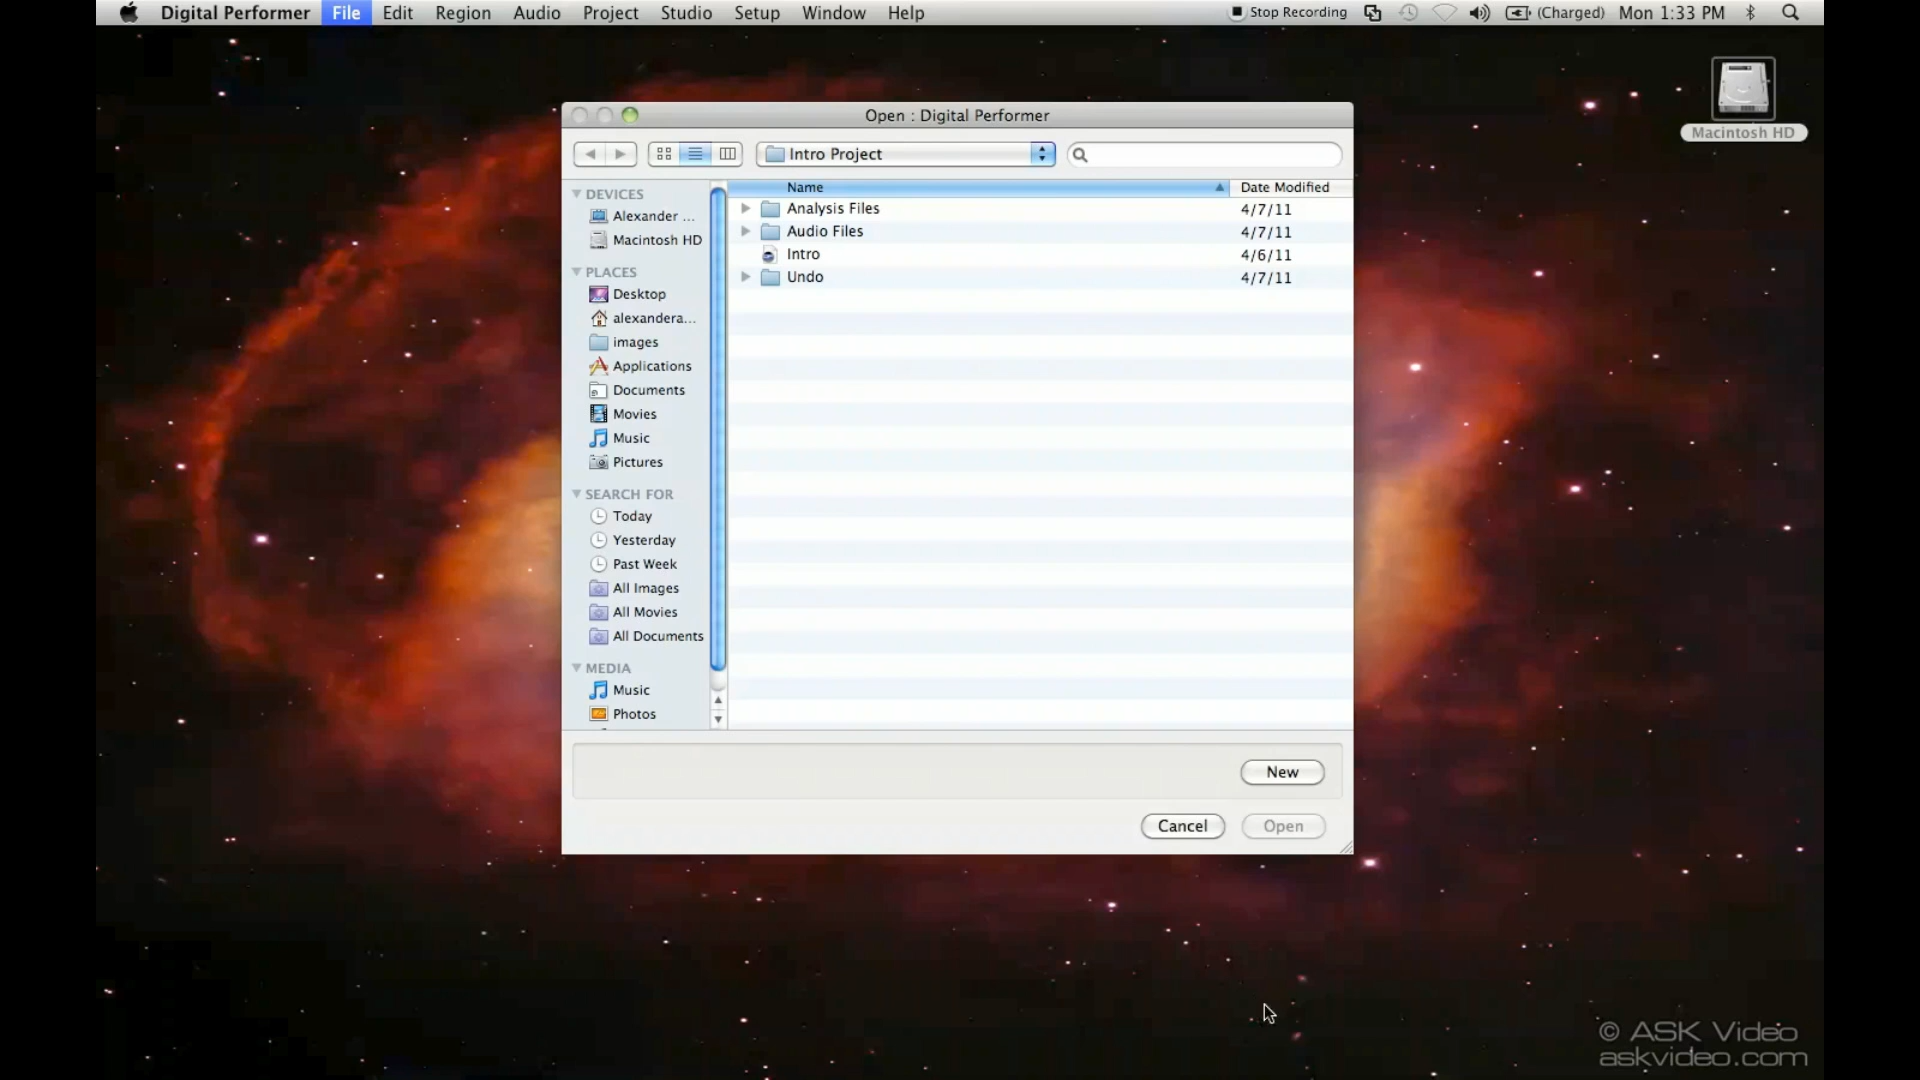 Digital Performer File Edit Region Audio Project Studio Setup Window Help Stop Recording (Charged) Mon 1:33 PM
Macintosh HD
Open : Digital Performer
Intro Project
DEVICES
Alexander ...
Macintosh HD
PLACES
Desktop
alexandera...
images
Applications
Documents
Movies
Music
Pictures
SEARCH FOR
Today
Yesterday
Past Week
All Images
All Movies
All Documents
MEDIA
Music
Photos
Name Date Modified
Analysis Files 4/7/11
Audio Files 4/7/11
Intro 4/6/11
Undo 4/7/11
New
Cancel Open
© ASK Video
askvideo.com